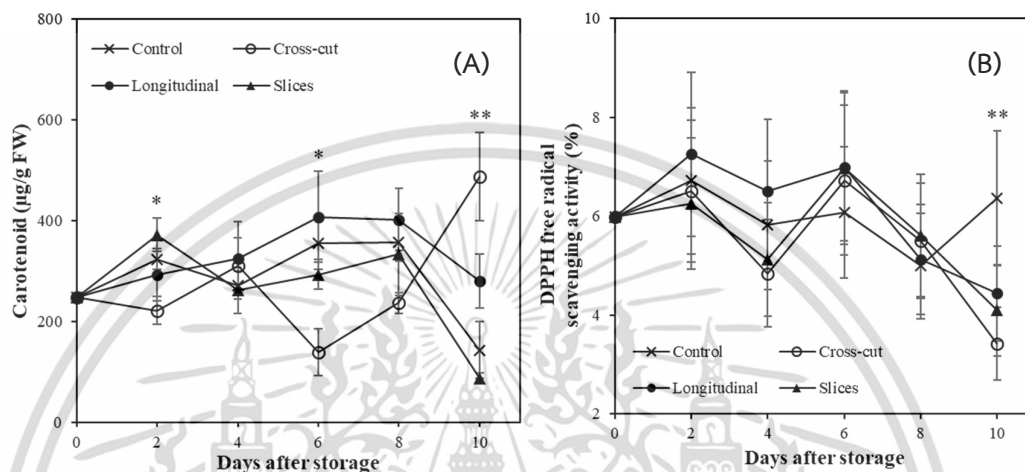 (A)
Control
Cross-cut
Longitudinal
Slices
800
600
400
200
0
Carotenoid (µg/g FW)
*
*
**
0 2 4 6 8 10
Days after storage
(B)
10
8
6
4
2
DPPH free radical
scavenging activity (%)
**
Control
Cross-cut
Longitudinal
Slices
0 2 4 6 8 10
Days after storage